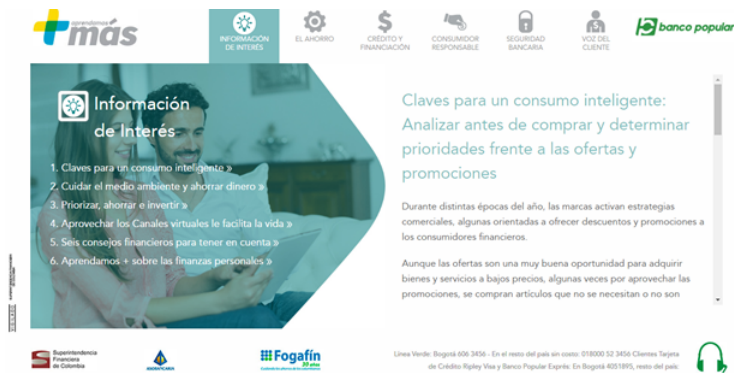 aprendamos
más
INFORMACIÓN
DE INTERÉS
EL AHORRO
CRÉDITO Y
FINANCIACIÓN
CONSUMIDOR
RESPONSABLE
SEGURIDAD
BANCARIA
VOZ DEL
CLIENTE
banco popular
Información
de Interés
1. Claves para un consumo inteligente »
2. Cuidar el medio ambiente y ahorrar dinero »
3. Priorizar, ahorrar e invertir »
4. Aprovechar los Canales virtuales le facilita la vida »
5. Seis consejos financieros para tener en cuenta »
6. Aprendamos + sobre las finanzas personales »
Claves para un consumo inteligente:
Analizar antes de comprar y determinar
prioridades frente a las ofertas y
promociones
Durante distintas épocas del año, las marcas activan estrategias
comerciales, algunas orientadas a ofrecer descuentos y promociones a
los consumidores financieros.
Aunque las ofertas son una muy buena oportunidad para adquirir
bienes y servicios a bajos precios, algunas veces por aprovechar las
promociones, se compran artículos que no se necesitan o no son
Superintendencia
Financiera
de Colombia
ASOBANCARIA
Fogafín
30 años
Línea Verde: Bogotá 606 3456 - En el resto del país sin costo: 018000 52 3456 Clientes Tarjeta
de Crédito Ripley Visa y Banco Popular Exprés: En Bogotá 4051895, resto del país: